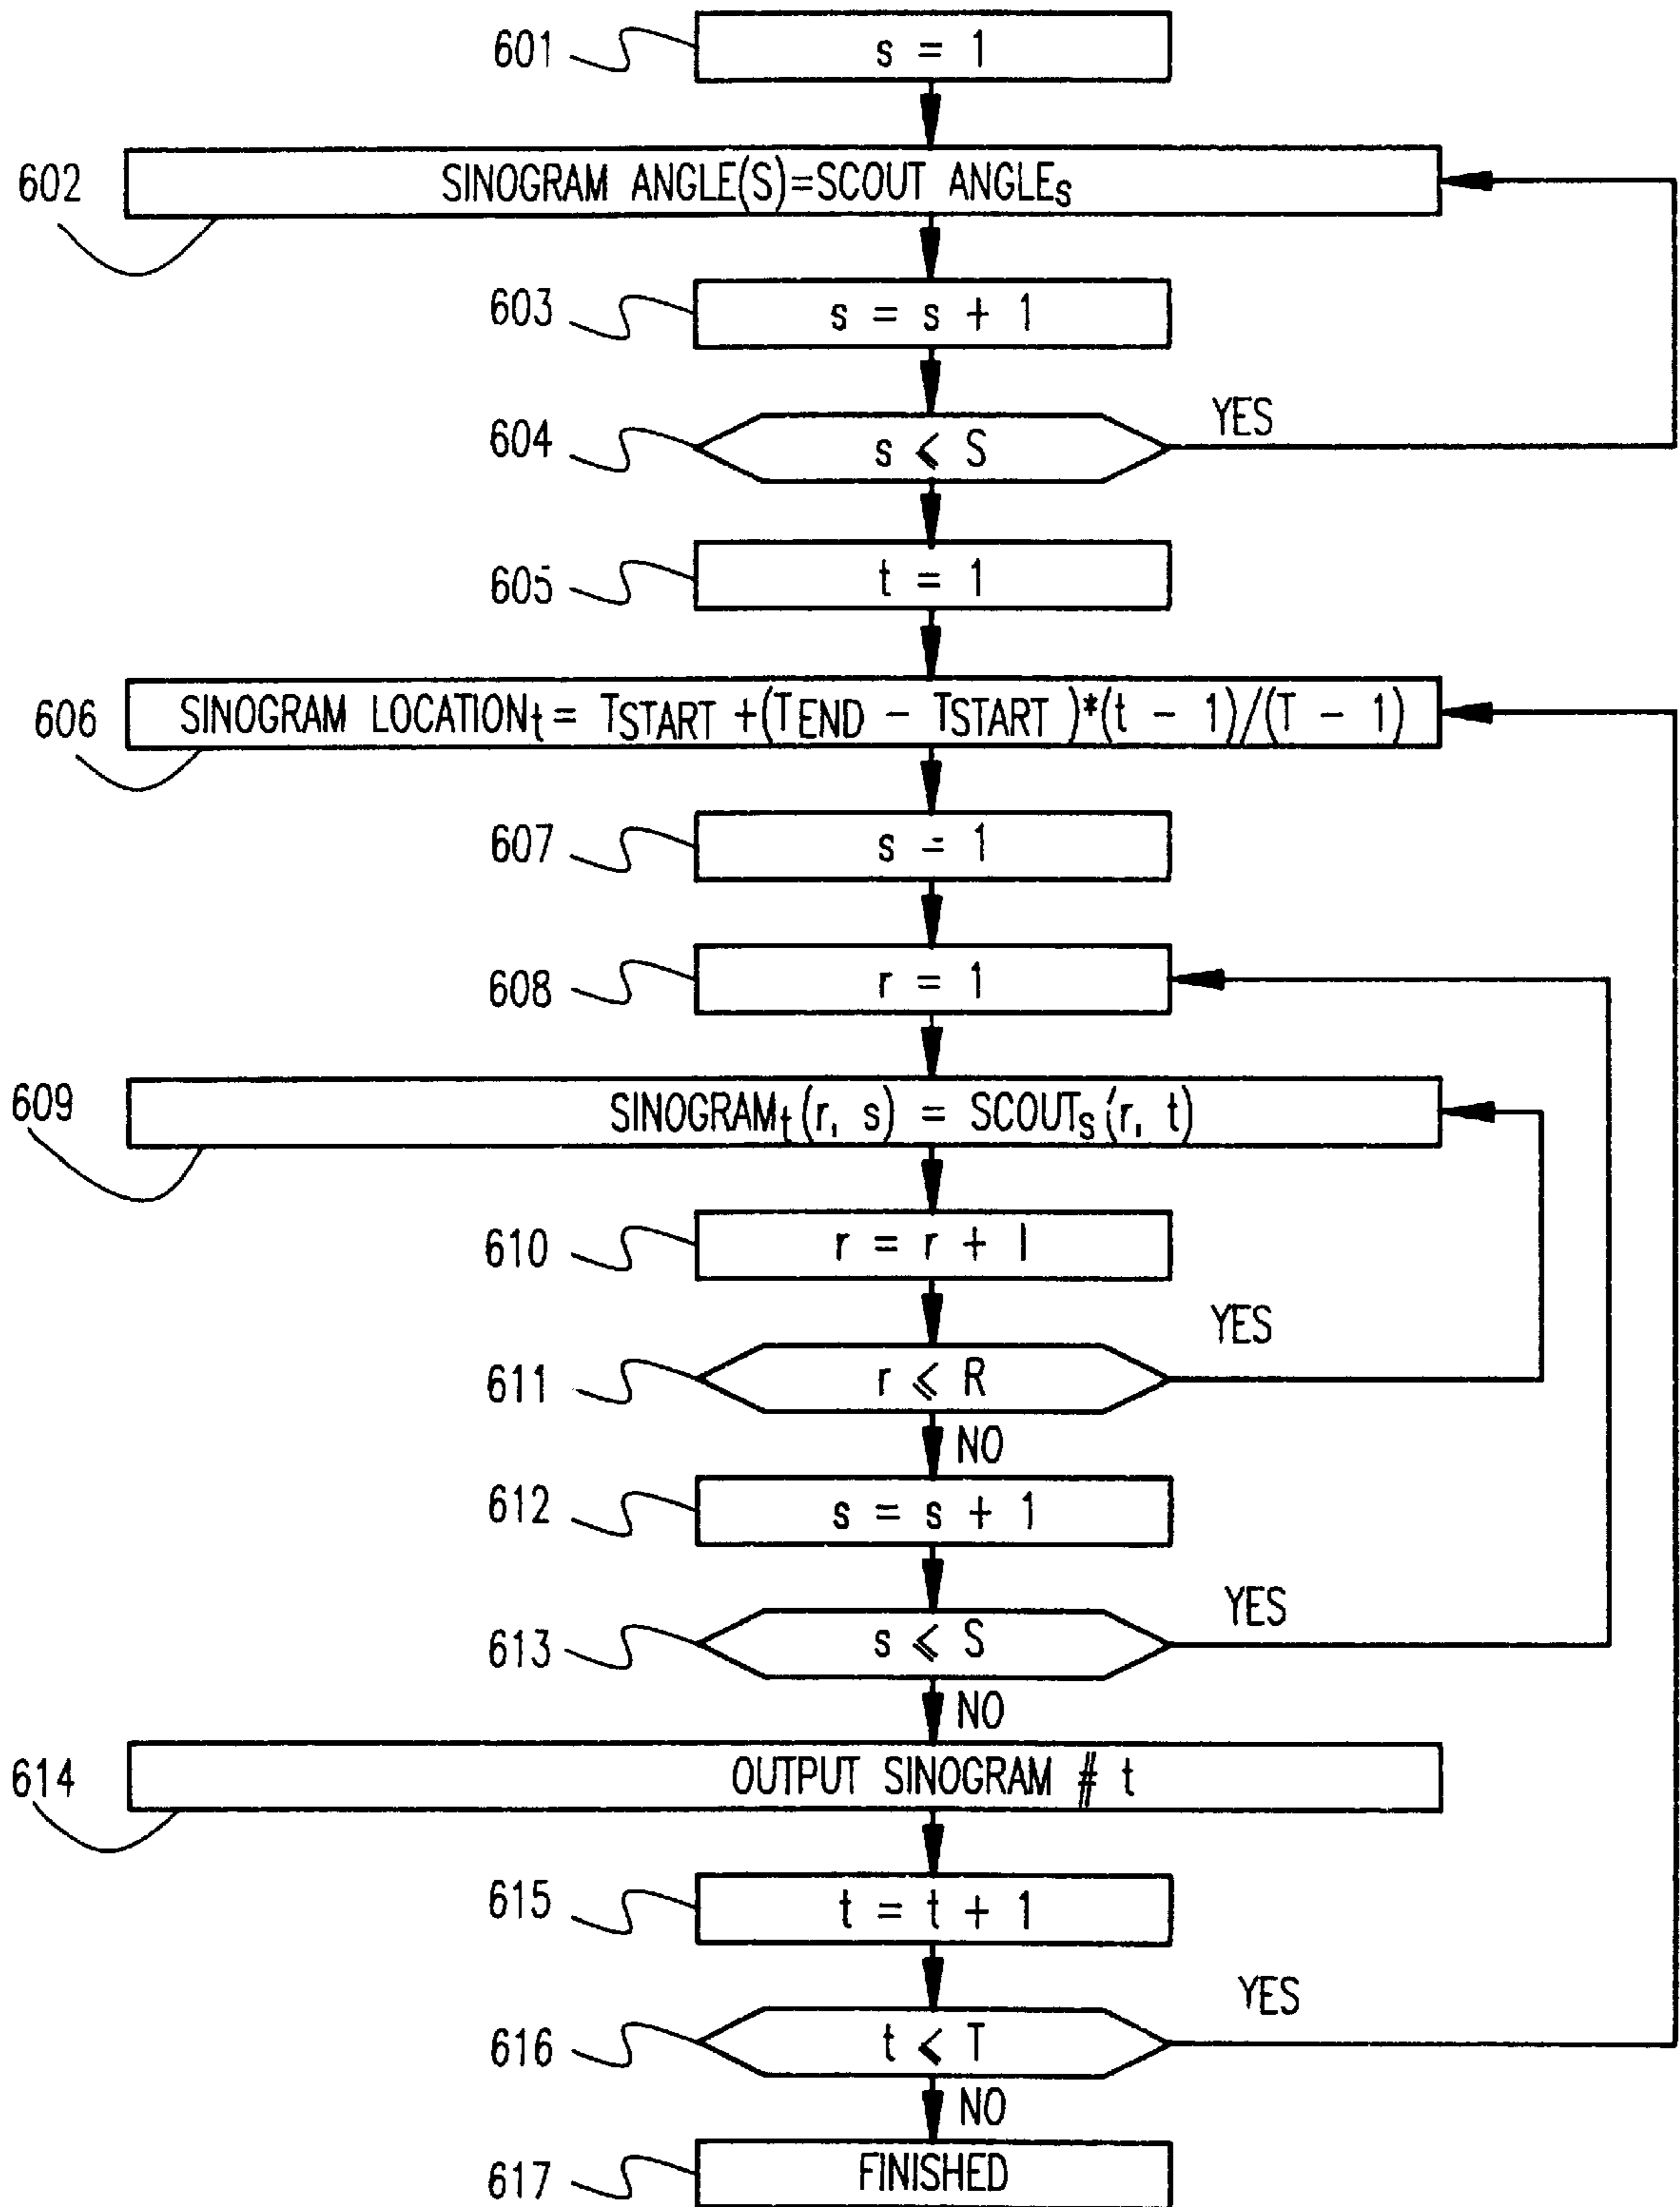 601
s = 1
602
SINOGRAM ANGLE(S)=SCOUT ANGLEs
603
s = s + 1
604
s ⩽ S
YES
605
t = 1
606
SINOGRAM LOCATIONt = TSTART +(TEND - TSTART )*(t - 1)/(T - 1)
607
s = 1
608
r = 1
609
SINOGRAMt(r, s) = SCOUTs'(r, t)
610
r = r + 1
611
r ⩽ R
YES
NO
612
s = s + 1
613
s ⩽ S
YES
NO
614
OUTPUT SINOGRAM # t
615
t = t + 1
616
t ⩽ T
YES
NO
617
FINISHED